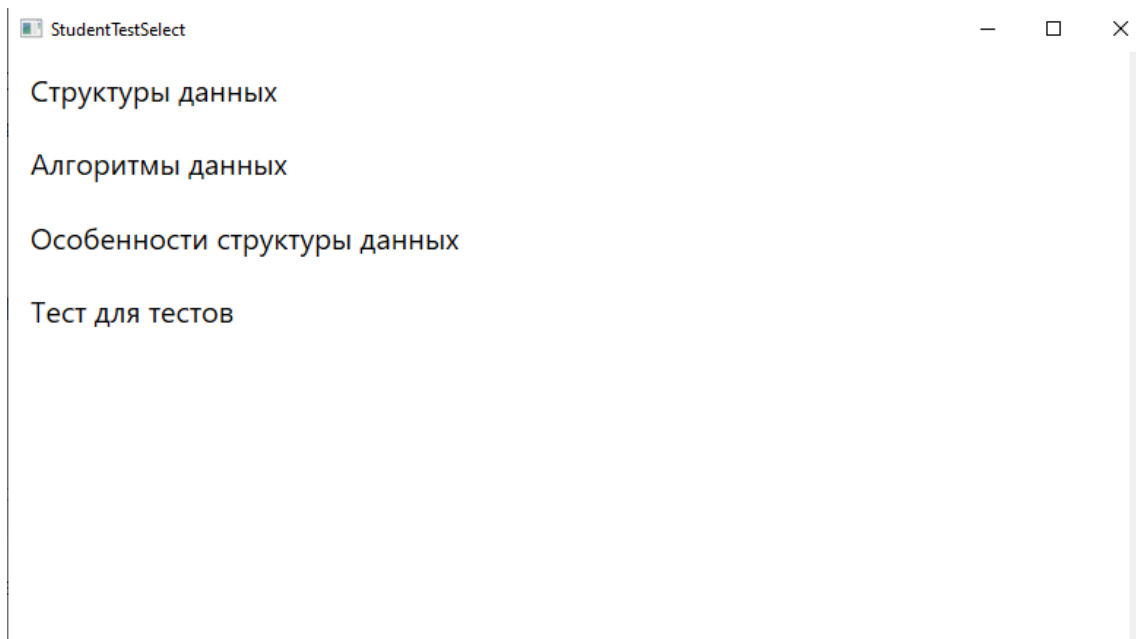 StudentTestSelect
Структуры данных
Алгоритмы данных
Особенности структуры данных
Тест для тестов